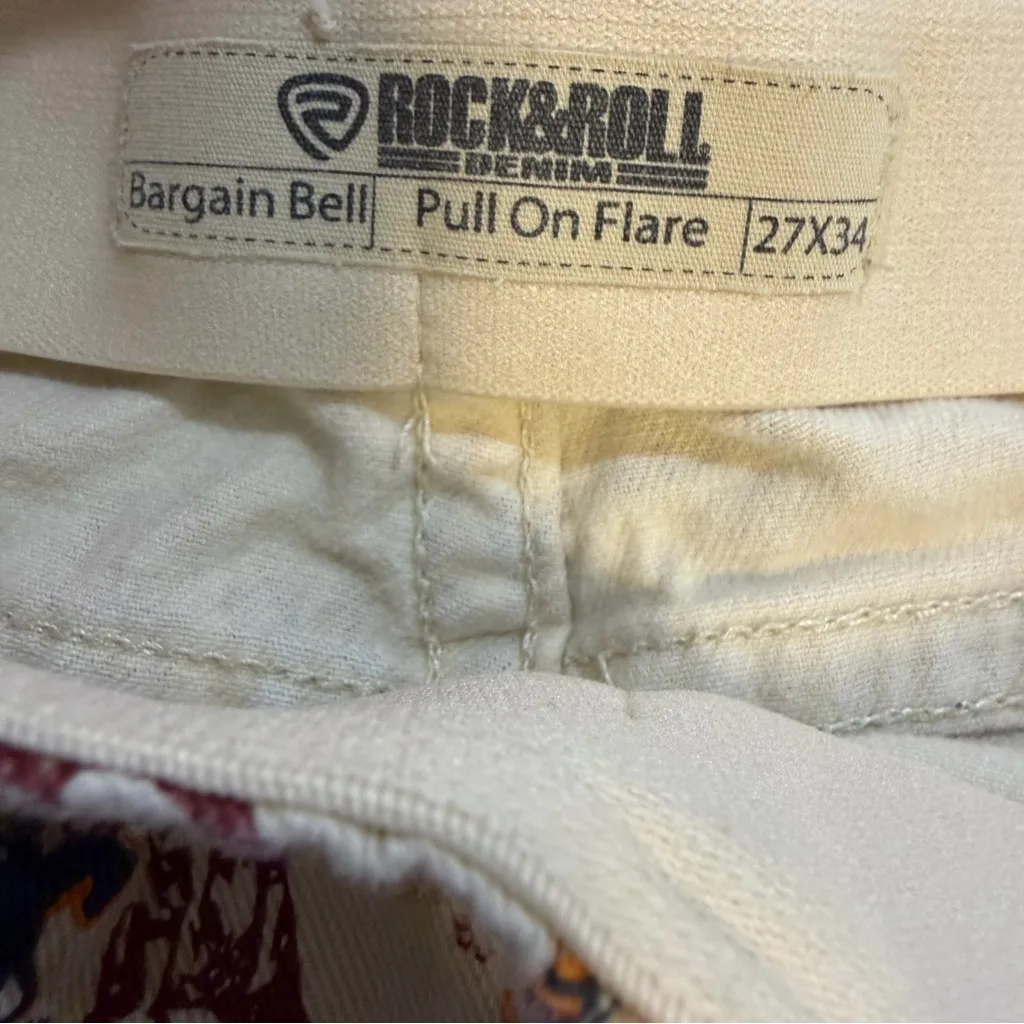 ROCK&ROLL
DENIM
Bargain Bell Pull On Flare 27X34